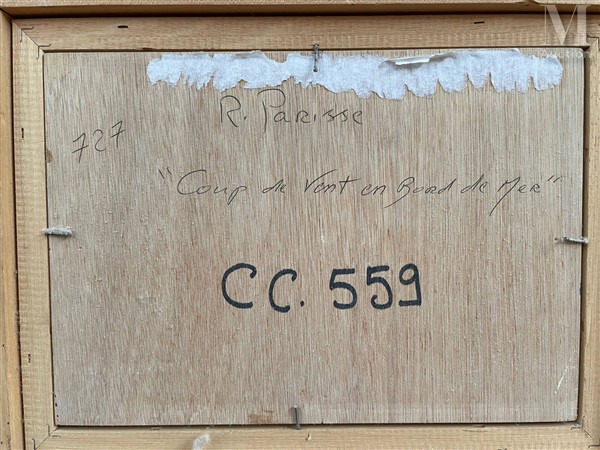 M
R. Parisse
727
"Coup de Vent en Bord de Mer"
CC. 559